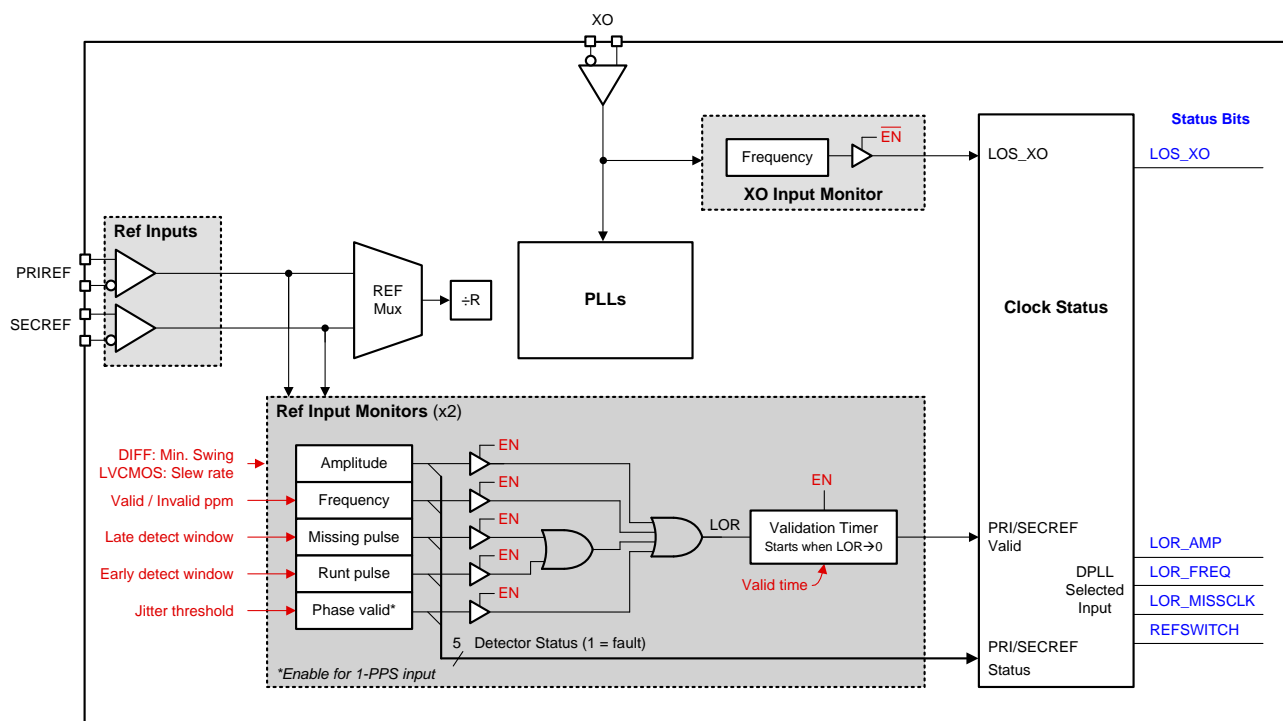 XO
EN
Status Bits
Frequency
LOS_XO
LOS_XO
XO Input Monitor
Ref Inputs
PRIREF
SECREF
REF
Mux
÷R
PLLs
Clock Status
Ref Input Monitors (x2)
DIFF: Min. Swing
LVCMOS: Slew rate
Amplitude
EN
Valid / Invalid ppm
Frequency
EN
Late detect window
Missing pulse
EN
Early detect window
Runt pulse
EN
Jitter threshold
Phase valid*
EN
LOR
EN
Validation Timer
Starts when LOR→0
Valid time
PRI/SECREF
Valid
DPLL
Selected
Input
LOR_AMP
LOR_FREQ
LOR_MISSCLK
REFSWITCH
5
Detector Status (1 = fault)
PRI/SECREF
Status
*Enable for 1-PPS input